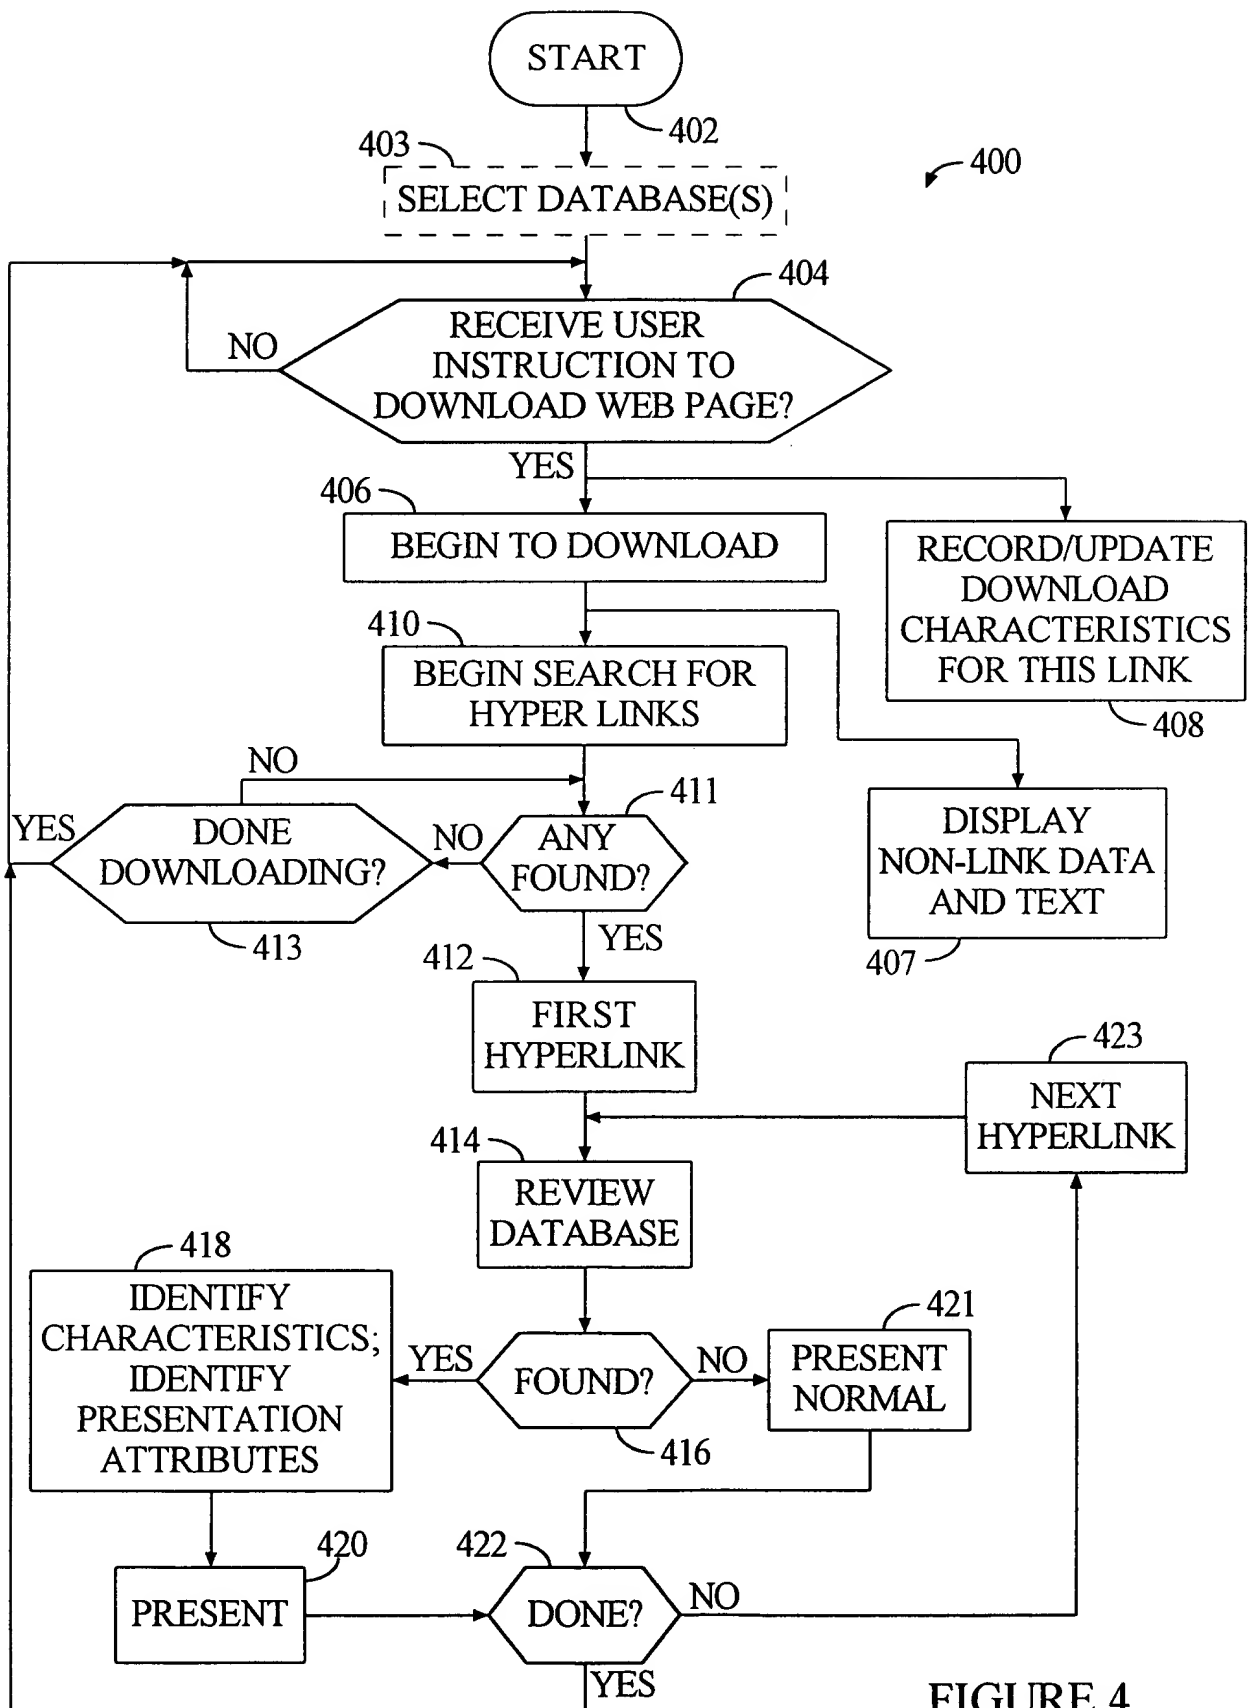 START
402
403
SELECT DATABASE(S)
400
404
RECEIVE USER
INSTRUCTION TO
DOWNLOAD WEB PAGE?
NO
YES
406
BEGIN TO DOWNLOAD
RECORD/UPDATE
DOWNLOAD
CHARACTERISTICS
FOR THIS LINK
408
410
BEGIN SEARCH FOR
HYPER LINKS
NO
411
YES
DONE
DOWNLOADING?
413
NO
ANY
FOUND?
YES
DISPLAY
NON-LINK DATA
AND TEXT
407
412
FIRST
HYPERLINK
423
NEXT
HYPERLINK
414
REVIEW
DATABASE
418
IDENTIFY
CHARACTERISTICS;
IDENTIFY
PRESENTATION
ATTRIBUTES
YES
FOUND?
416
NO
421
PRESENT
NORMAL
420
PRESENT
422
DONE?
NO
YES
FIGURE 4